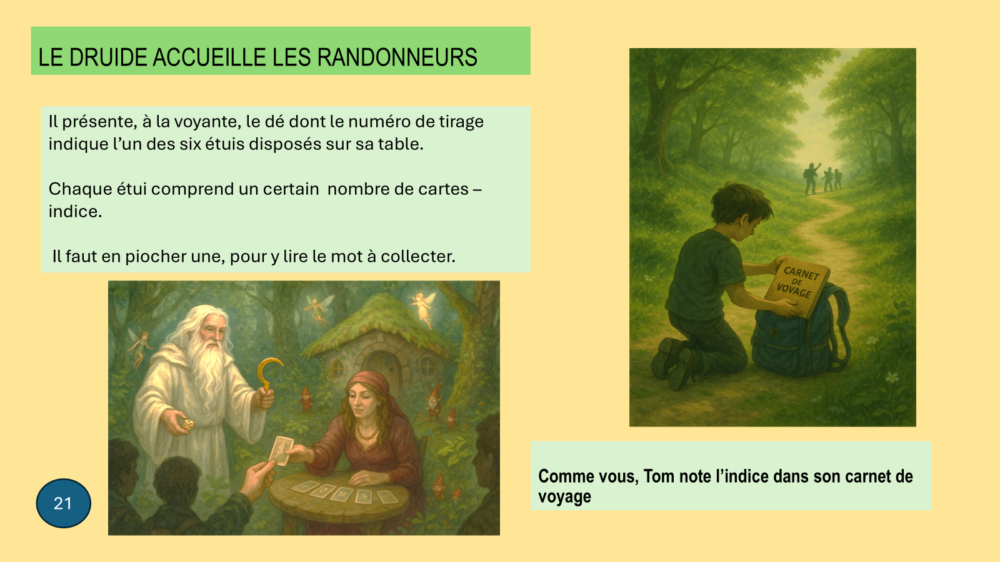 LE DRUIDE ACCUEILLE LES RANDONNEURS
Il présente, à la voyante, le dé dont le numéro de tirage
indique l’un des six étuis disposés sur sa table.
Chaque étui comprend un certain  nombre de cartes –
indice.
Il faut en piocher une, pour y lire le mot à collecter.
CARNET
DE
VOVAGE
Comme vous, Tom note l’indice dans son carnet de
voyage
21